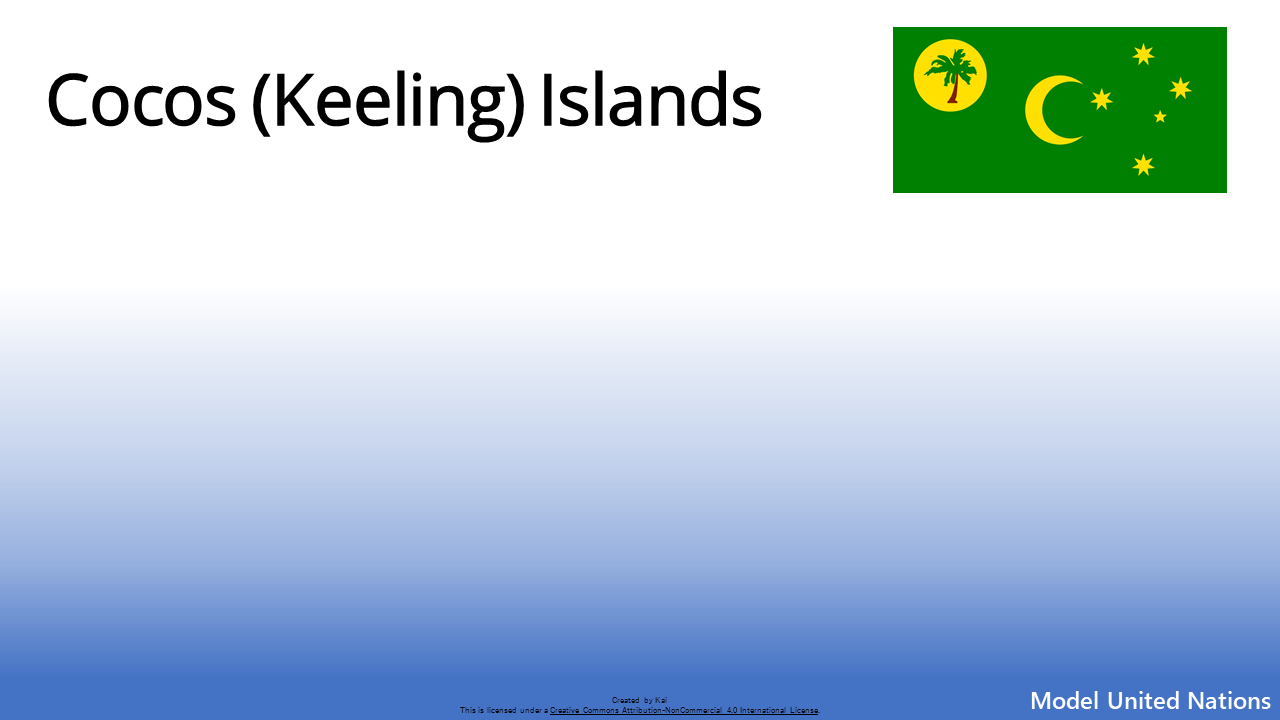 Cocos (Keeling) Islands
Created by Kai
This is licensed under a Creative Commons Attribution-NonCommercial 4.0 International License.
Model United Nations